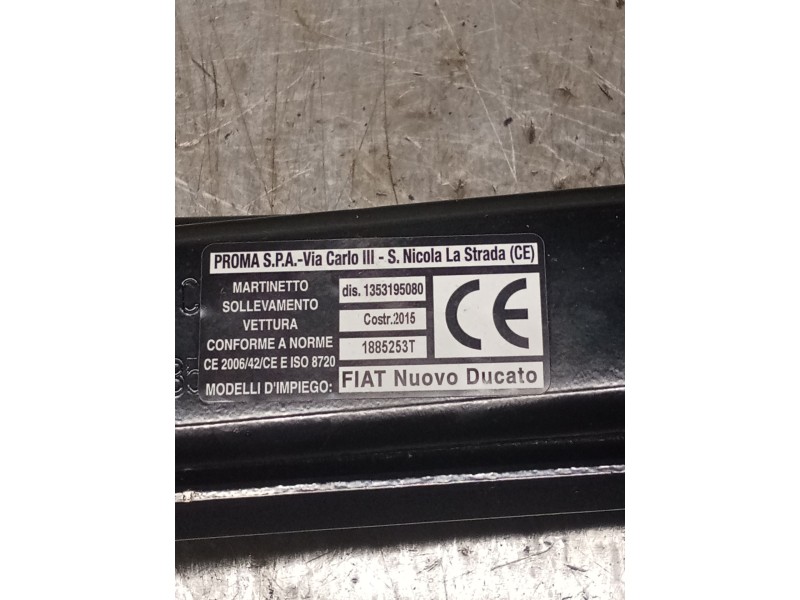 PROMA S.P.A.-Via Carlo III - S. Nicola La Strada (CE)
MARTINETTO
SOLLEVAMENTO
VETTURA
CONFORME A NORME
CE 2006/42/CE E ISO 8720
MODELLI D'IMPIEGO:
dis. 1353195080
Costr.2015
1885253T
FIAT Nuovo Ducato
CE